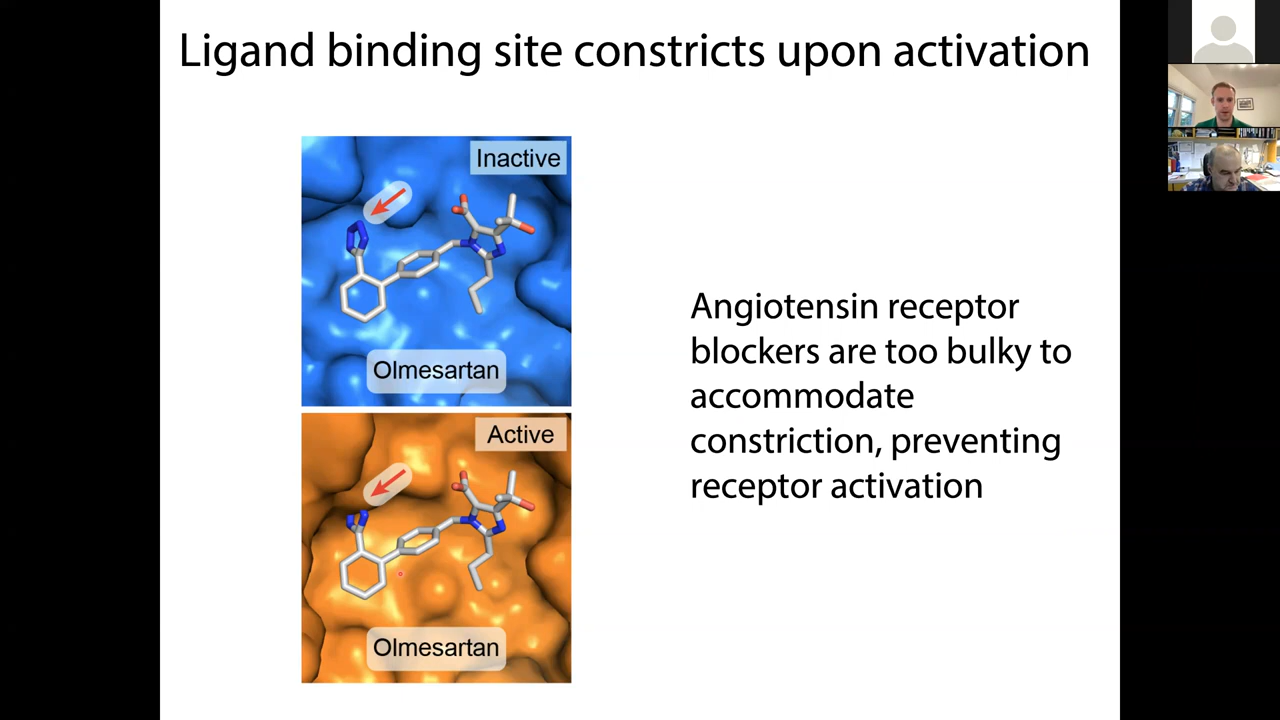 Ligand binding site constricts upon activation
Inactive
Olmesartan
Active
Olmesartan
Angiotensin receptor
blockers are too bulky to
accommodate
constriction, preventing
receptor activation